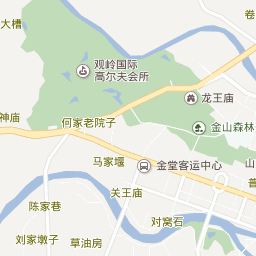 大槽
卷
观岭国际
高尔夫会所
龙王庙
神庙
何家老院子
金山森林
马家堰
金堂客运中心
山
关王庙
陈家巷
对窝石
刘家墩子
草油房